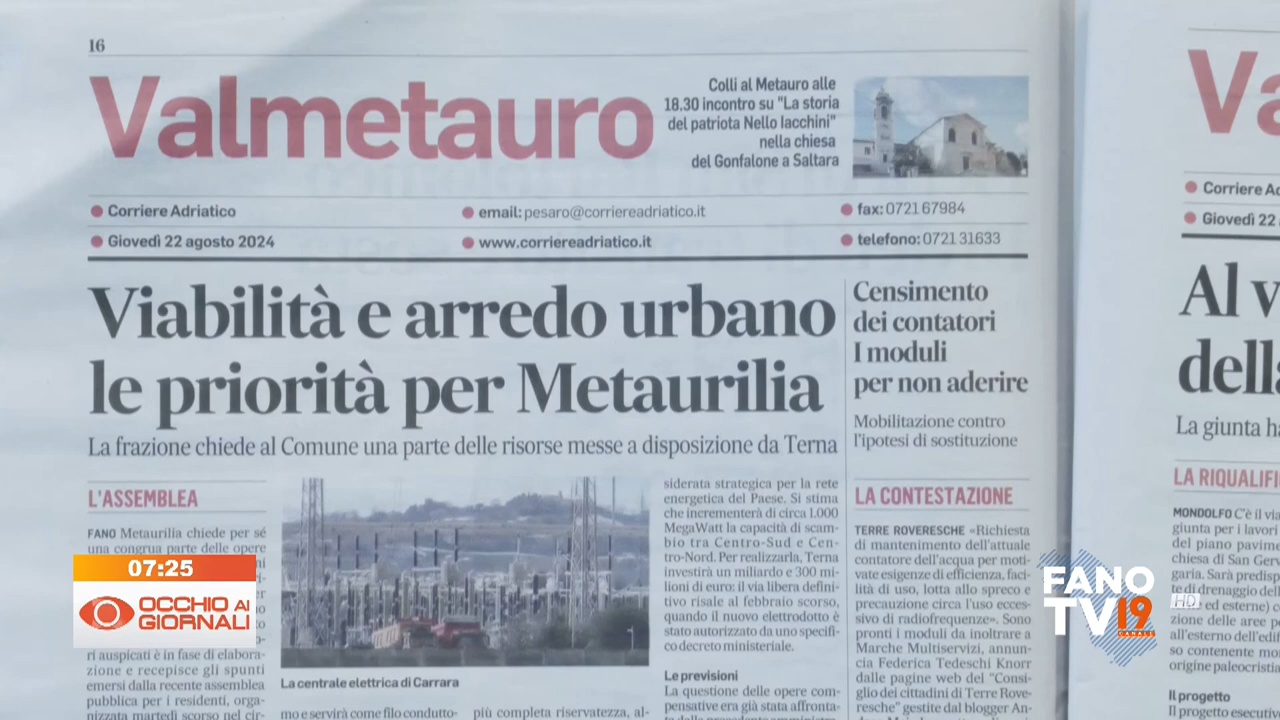 16
Valmetauro
Colli al Metauro alle
18.30 incontro su "La storia
del patriota Nello Iacchini"
nella chiesa
del Gonfalone a Saltara
Corriere Adriatico
email: pesaro@corriereadriatico.it
fax: 0721 67984
Giovedì 22 agosto 2024
www.corriereadriatico.it
telefono: 0721 31633
Viabilità e arredo urbano
le priorità per Metaurilia
La frazione chiede al Comune una parte delle risorse messe a disposizione da Terna
L'ASSEMBLEA
FANO Metaurilia chiede per sé
una congrua parte delle opere
ri auspicati è in fase di elabora-
zione e recepisce gli spunti
emersi dalla recente assemblea
pubblica per i residenti, orga-
nizzata martedì scorso nel cir-
La centrale elettrica di Carrara
mo e servirà come filo condutto-
più completa riservatezza, al-
siderata strategica per la rete
energetica del Paese. Si stima
che incrementerà di circa 1.000
MegaWatt la capacità di scam-
bio tra Centro-Sud e Cen-
tro-Nord. Per realizzarla, Terna
investirà un miliardo e 300 mi-
lioni di euro: il via libera defini-
tivo risale al febbraio scorso,
quando il nuovo elettrodotto è
stato autorizzato da uno specifi-
co decreto ministeriale.
Le previsioni
La questione delle opere com-
pensative era già stata affronta-
Censimento
dei contatori
I moduli
per non aderire
Mobilitazione contro
l'ipotesi di sostituzione
LA CONTESTAZIONE
TERRE ROVERESCHE «Richiesta
di mantenimento dell'attuale
contatore dell'acqua per moti-
vate esigenze di efficienza, faci-
lità di uso, lotta allo spreco e
precauzione circa l'uso ecces-
sivo di radiofrequenze». Sono
pronti i moduli da inoltrare a
Marche Multiservizi, annun-
cia Federica Tedeschi Knorr
dalle pagine web del "Consi-
glio dei cittadini di Terre Rove-
resche" gestite dal blogger An-
Va
Corriere Ad
Giovedì 22
Al v
della
La giunta ha
LA RIQUALIFI
MONDOLFO C'è il via
giunta per i lavori
del piano pavim
chiesa di San Gerv
garia. Sarà predisp
te di drenaggio del
ed esterne) c
zione delle aree pe
all'esterno dell'edif
so contenente mo
origine paleocristia
Il progetto
Il progetto esecutiv
07:25
OCCHIO AI
GIORNALI
FANO
TV19
CANALE
HD